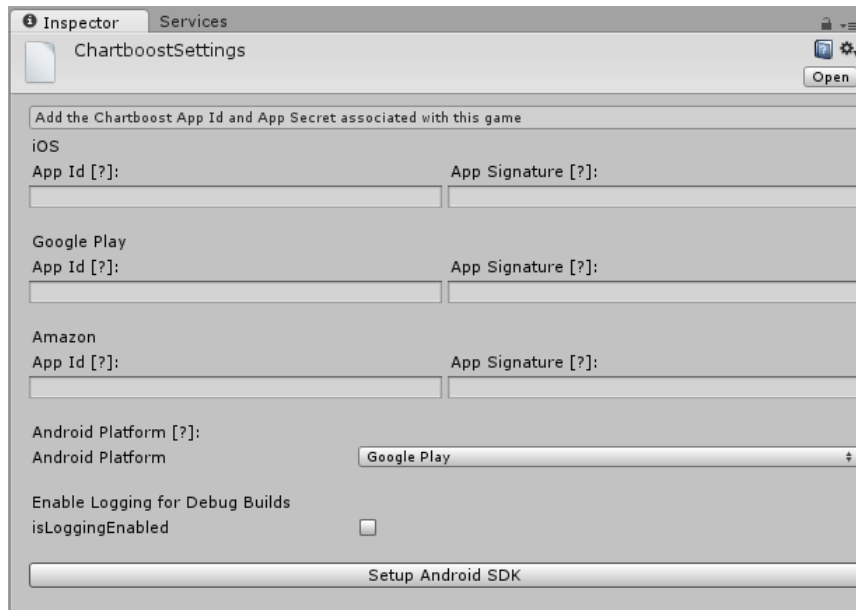 Inspector Services
ChartboostSettings
Open
Add the Chartboost App Id and App Secret associated with this game
iOS
App Id [?]: App Signature [?]:
Google Play
App Id [?]: App Signature [?]:
Amazon
App Id [?]: App Signature [?]:
Android Platform [?]:
Android Platform Google Play
Enable Logging for Debug Builds
isLoggingEnabled
Setup Android SDK